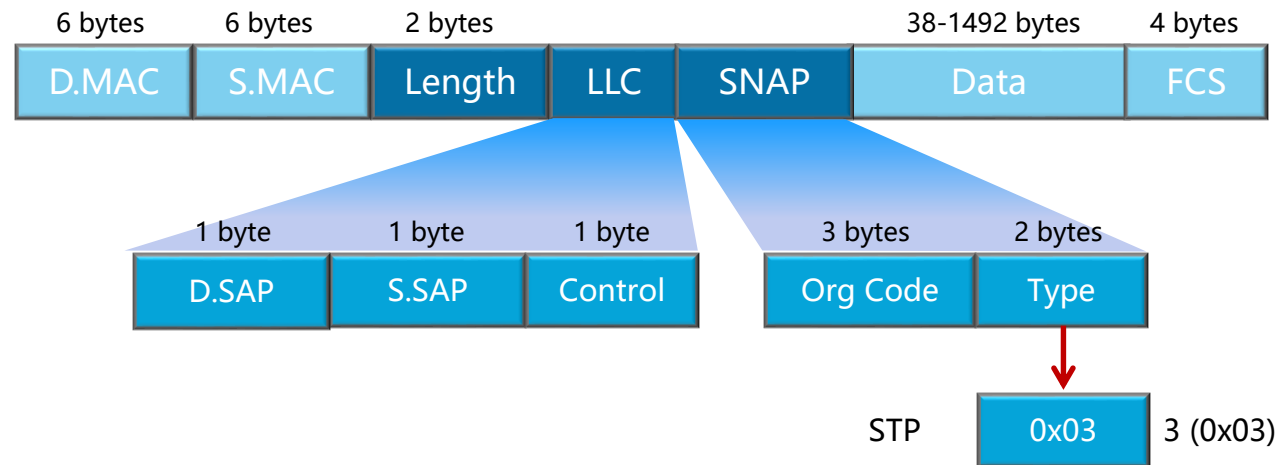 6 bytes 6 bytes 2 bytes 38-1492 bytes 4 bytes
D.MAC S.MAC Length LLC SNAP Data FCS
1 byte 1 byte 1 byte 3 bytes 2 bytes
D.SAP S.SAP Control Org Code Type
STP 0x03 3 (0x03)